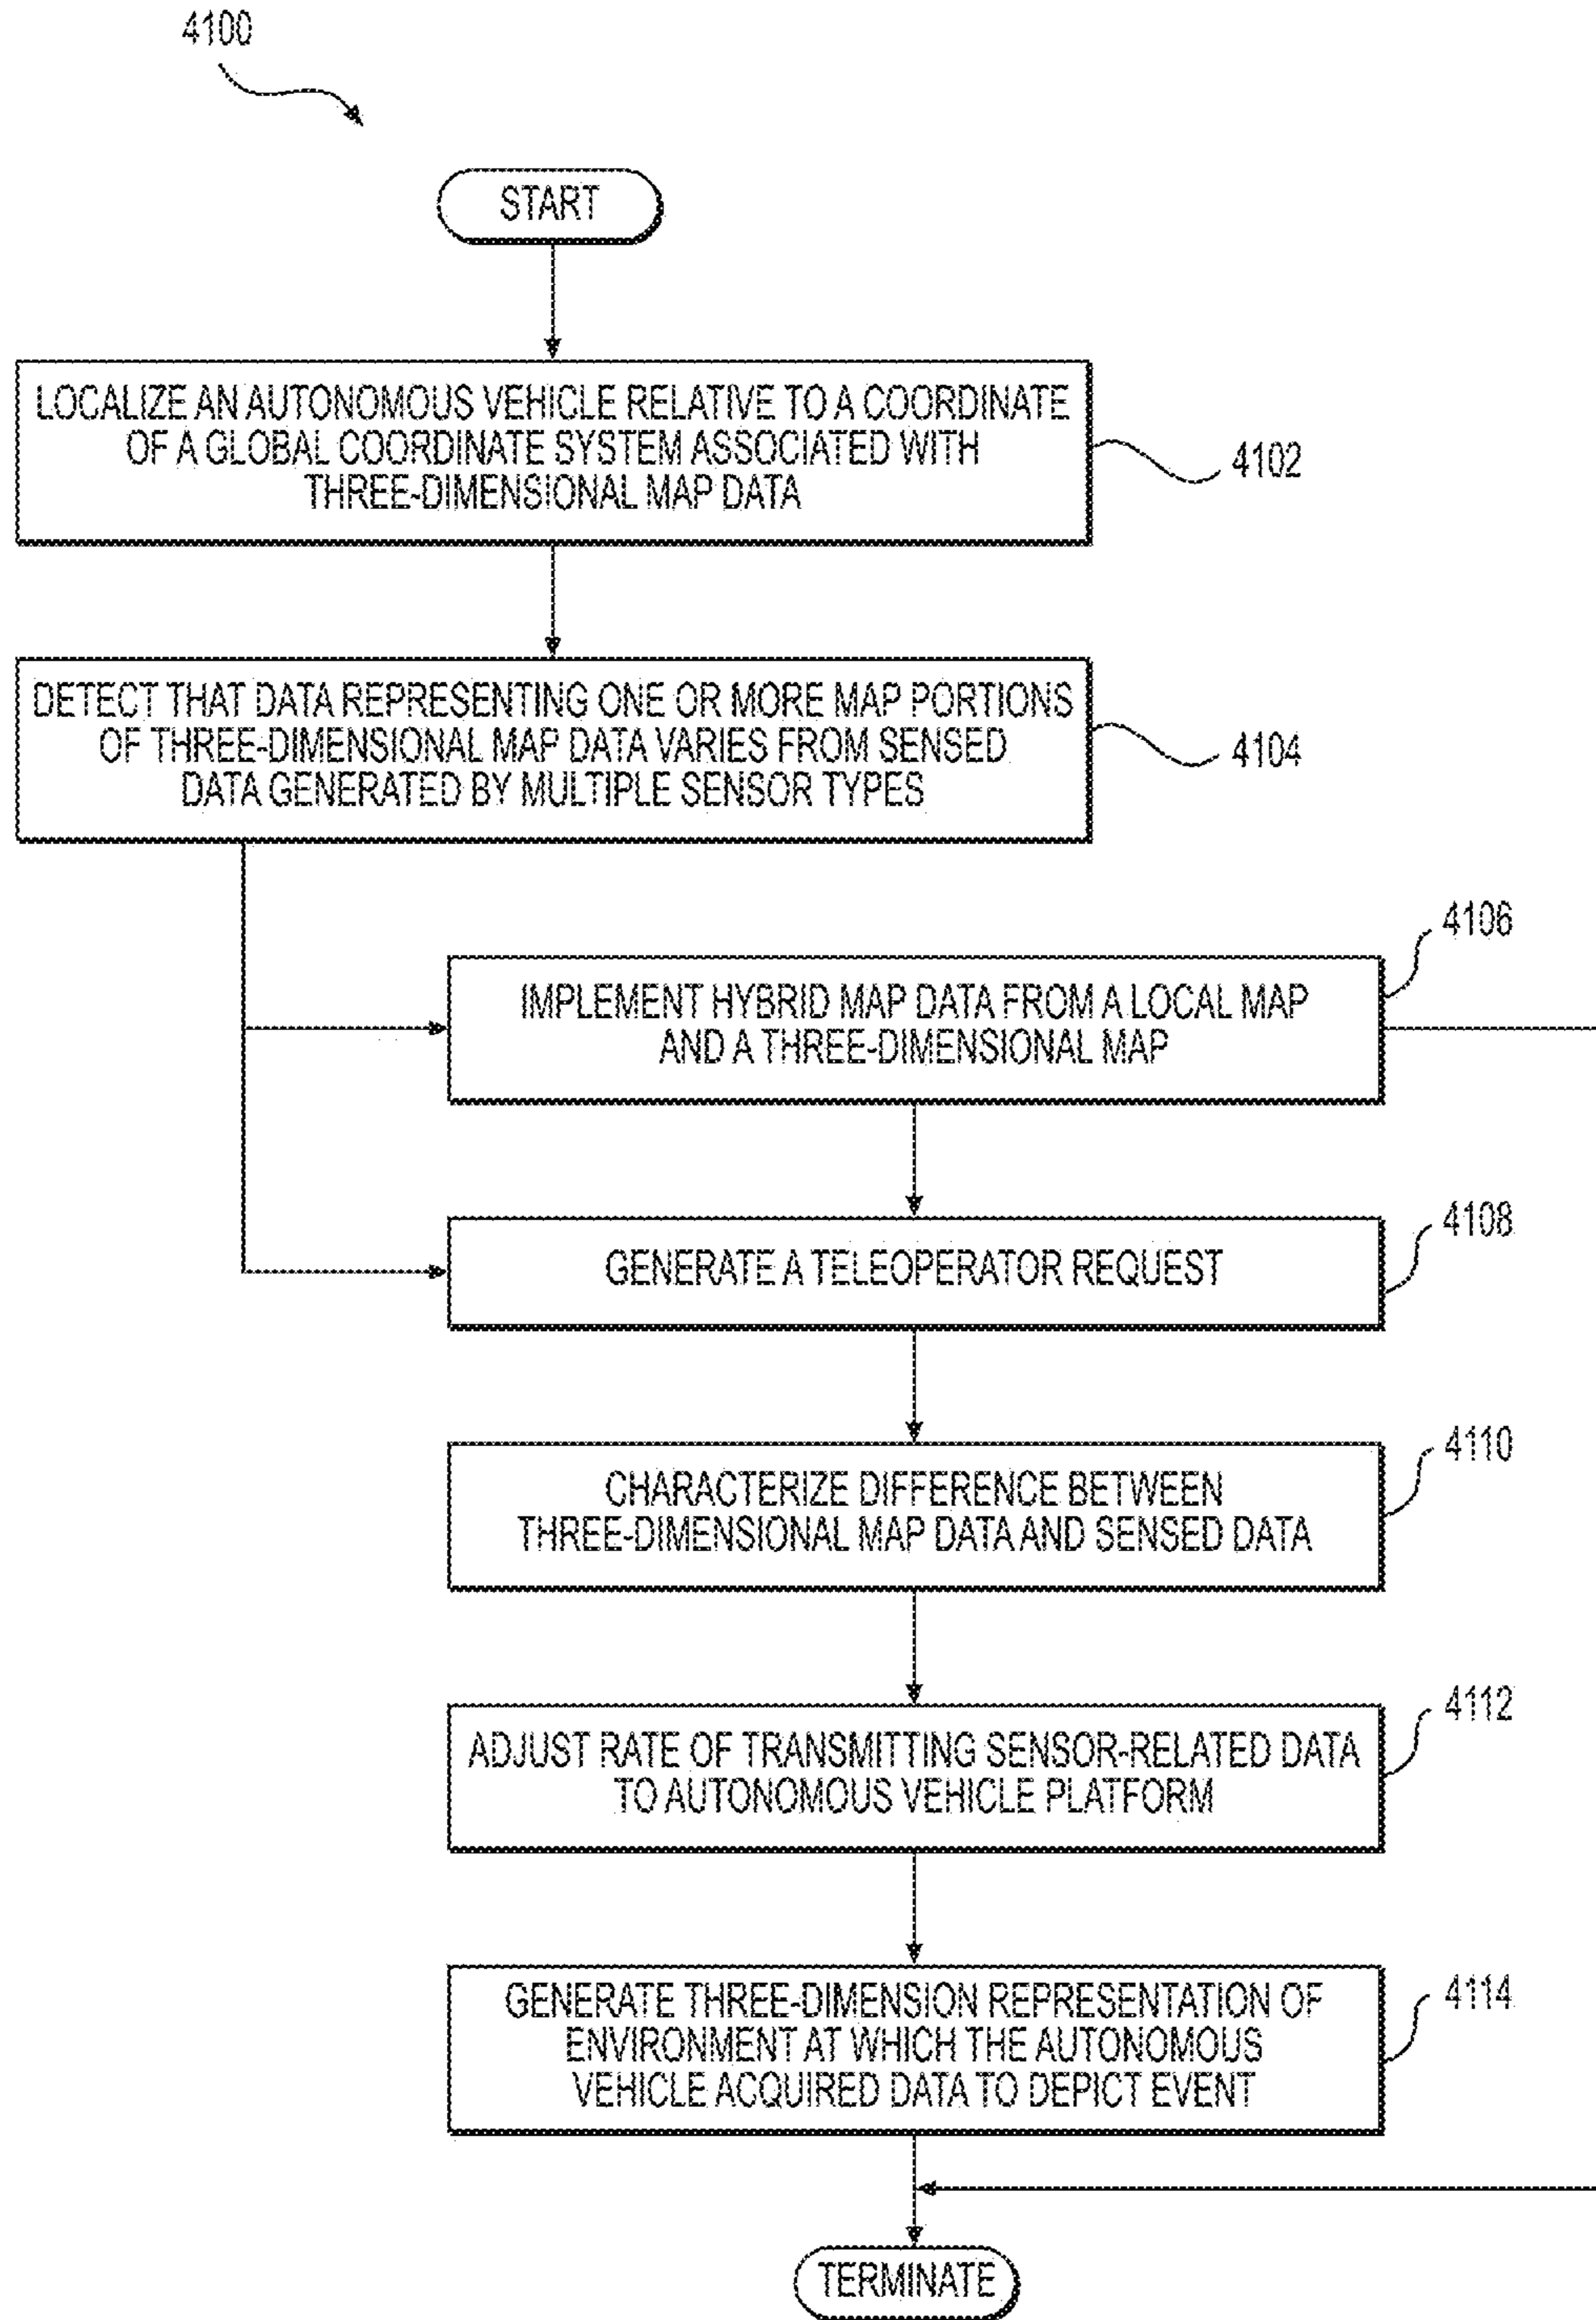 4100
START
LOCALIZE AN AUTONOMOUS VEHICLE RELATIVE TO A COORDINATE
OF A GLOBAL COORDINATE SYSTEM ASSOCIATED WITH
THREE-DIMENSIONAL MAP DATA
4102
DETECT THAT DATA REPRESENTING ONE OR MORE MAP PORTIONS
OF THREE-DIMENSIONAL MAP DATA VARIES FROM SENSED
DATA GENERATED BY MULTIPLE SENSOR TYPES
4104
4106
IMPLEMENT HYBRID MAP DATA FROM A LOCAL MAP
AND A THREE-DIMENSIONAL MAP
4108
GENERATE A TELEOPERATOR REQUEST
4110
CHARACTERIZE DIFFERENCE BETWEEN
THREE-DIMENSIONAL MAP DATA AND SENSED DATA
4112
ADJUST RATE OF TRANSMITTING SENSOR-RELATED DATA
TO AUTONOMOUS VEHICLE PLATFORM
4114
GENERATE THREE-DIMENSION REPRESENTATION OF
ENVIRONMENT AT WHICH THE AUTONOMOUS
VEHICLE ACQUIRED DATA TO DEPICT EVENT
TERMINATE